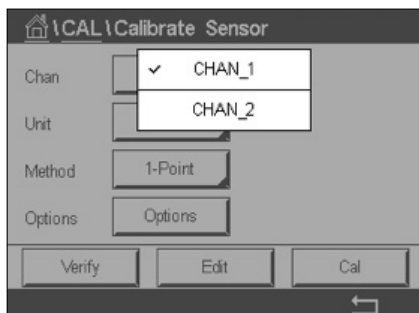 \CAL\Calibrate Sensor
Chan
CHAN_1
CHAN_2
Unit
Method 1-Point
Options Options
Verify Edit Cal